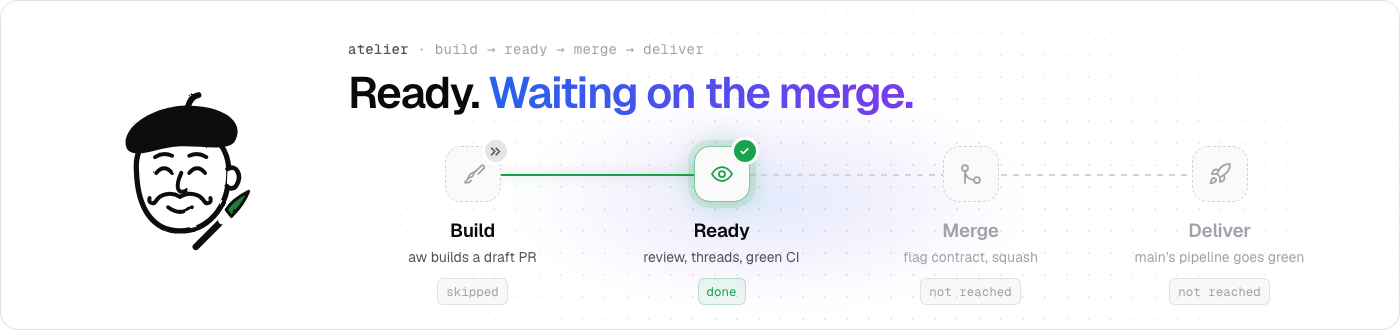 atelier · build → ready → merge → deliver
Ready. Waiting on the merge.
Build
aw builds a draft PR
skipped
Ready
review, threads, green CI
done
Merge
flag contract, squash
not reached
Deliver
main's pipeline goes green
not reached